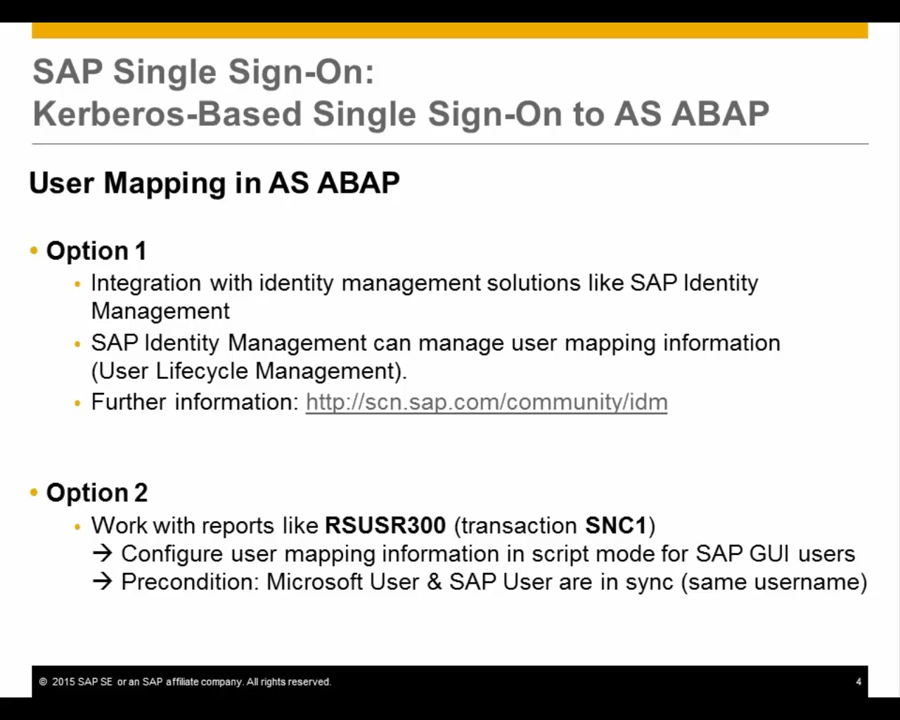 SAP Single Sign-On:
Kerberos-Based Single Sign-On to AS ABAP
User Mapping in AS ABAP
• Option 1
• Integration with identity management solutions like SAP Identity
Management
• SAP Identity Management can manage user mapping information
(User Lifecycle Management).
• Further information: http://scn.sap.com/community/idm
• Option 2
• Work with reports like RSUSR300 (transaction SNC1)
→ Configure user mapping information in script mode for SAP GUI users
→ Precondition: Microsoft User & SAP User are in sync (same username)
© 2015 SAP SE or an SAP affiliate company. All rights reserved.
4